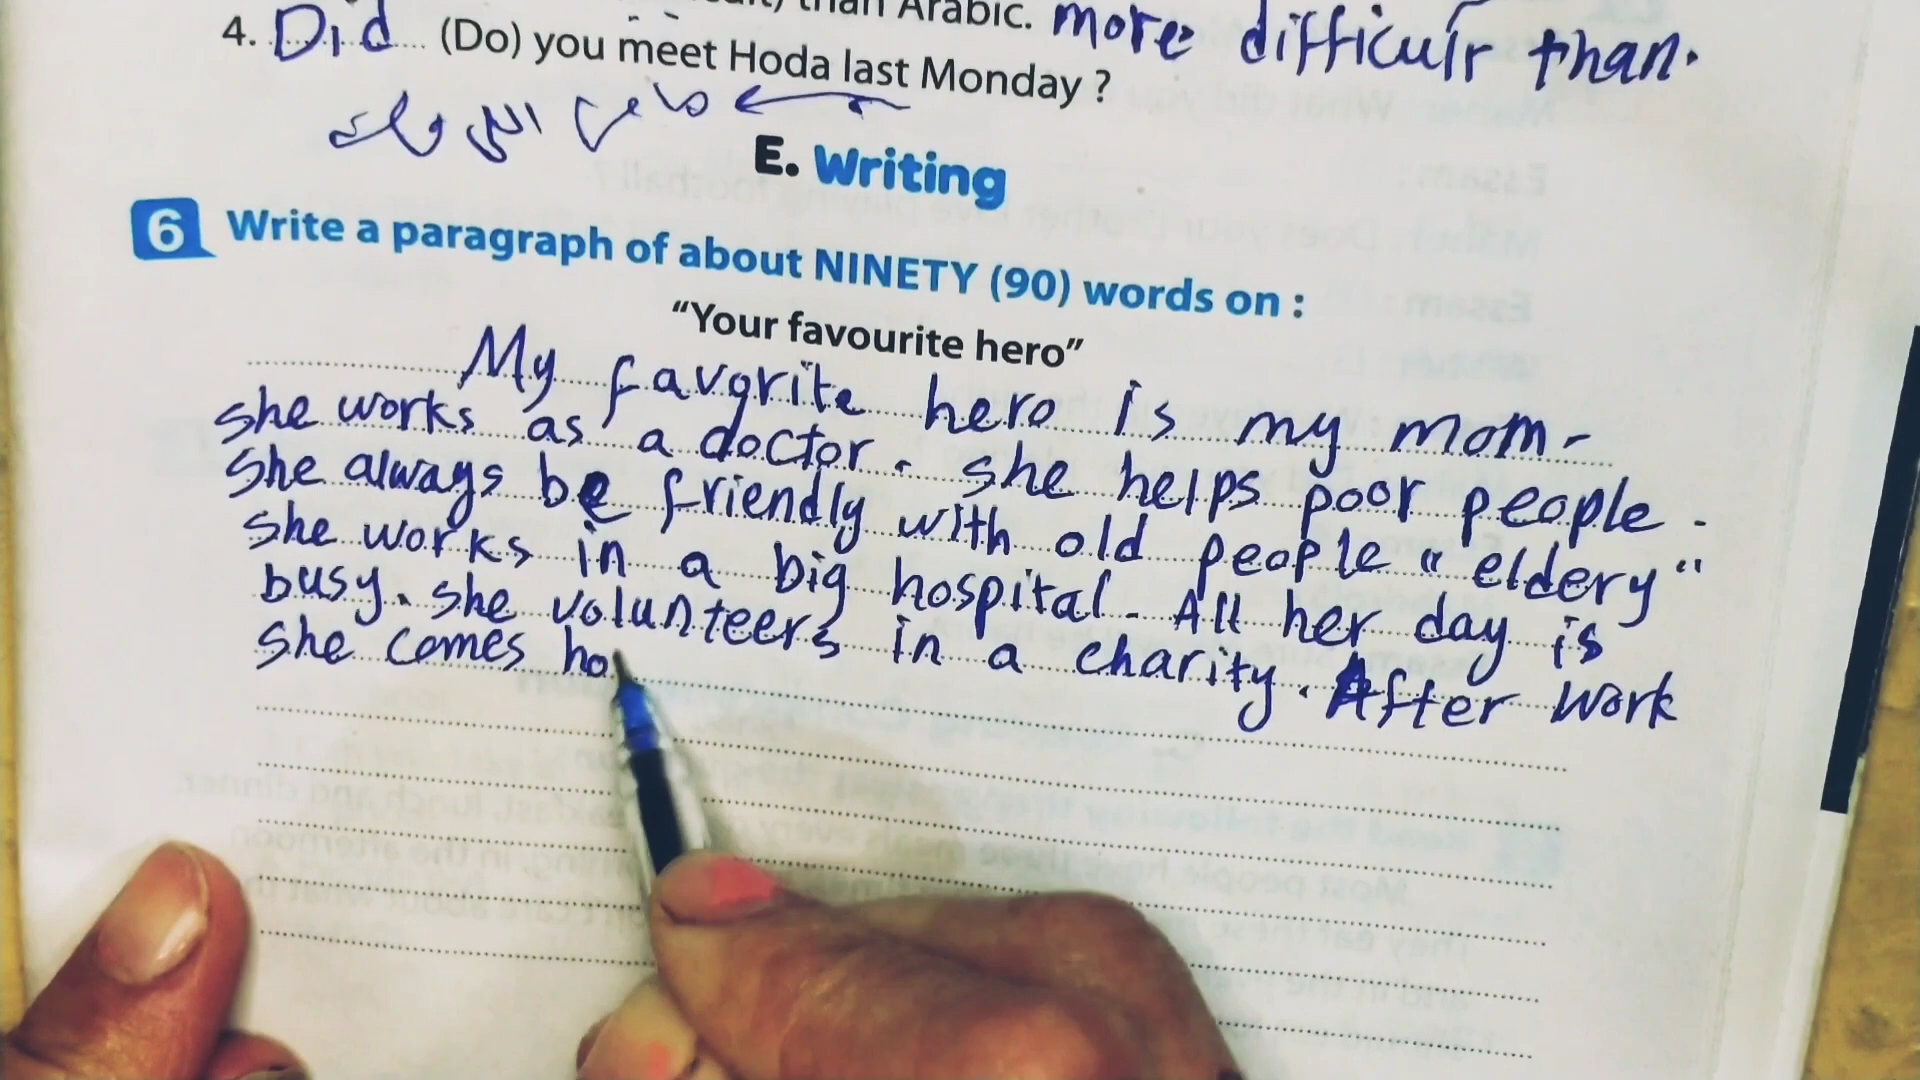 than Arabic. more difficult than.
4. Did (Do) you meet Hoda last Monday ?
E. Writing
6 Write a paragraph of about NINETY (90) words on :
"Your favourite hero"
My favorite hero is my mom-
she works as a doctor. she helps poor people.
she always be friendly with old people "eldery"
she works in a big hospital. All her day is
busy. she volunteers in a charity. After work
she comes ho